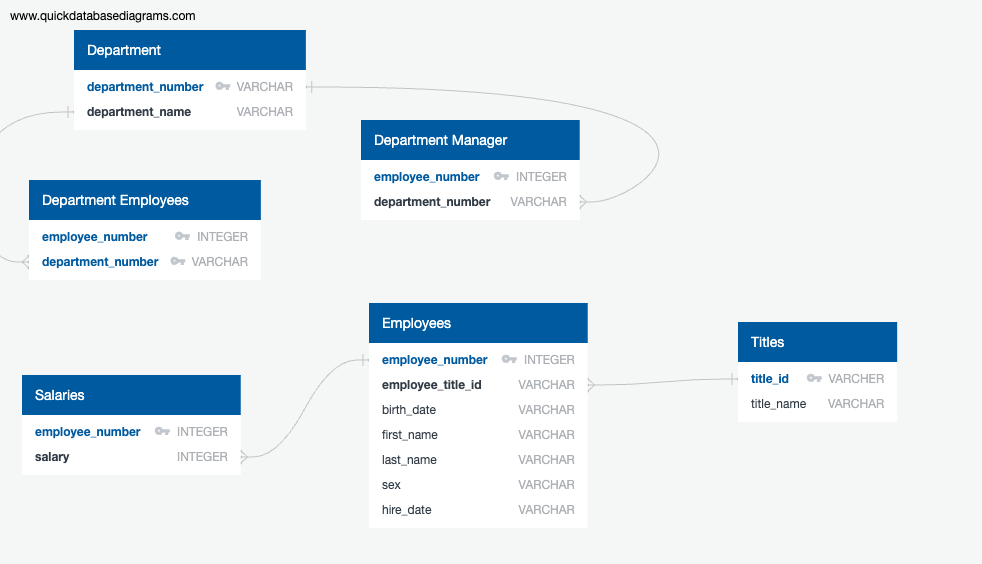 www.quickdatabasediagrams.com
Department
department_number VARCHAR
department_name VARCHAR
Department Manager
employee_number INTEGER
department_number VARCHAR
Department Employees
employee_number INTEGER
department_number VARCHAR
Employees
employee_number INTEGER
employee_title_id VARCHAR
birth_date VARCHAR
first_name VARCHAR
last_name VARCHAR
sex VARCHAR
hire_date VARCHAR
Titles
title_id VARCHER
title_name VARCHAR
Salaries
employee_number INTEGER
salary INTEGER